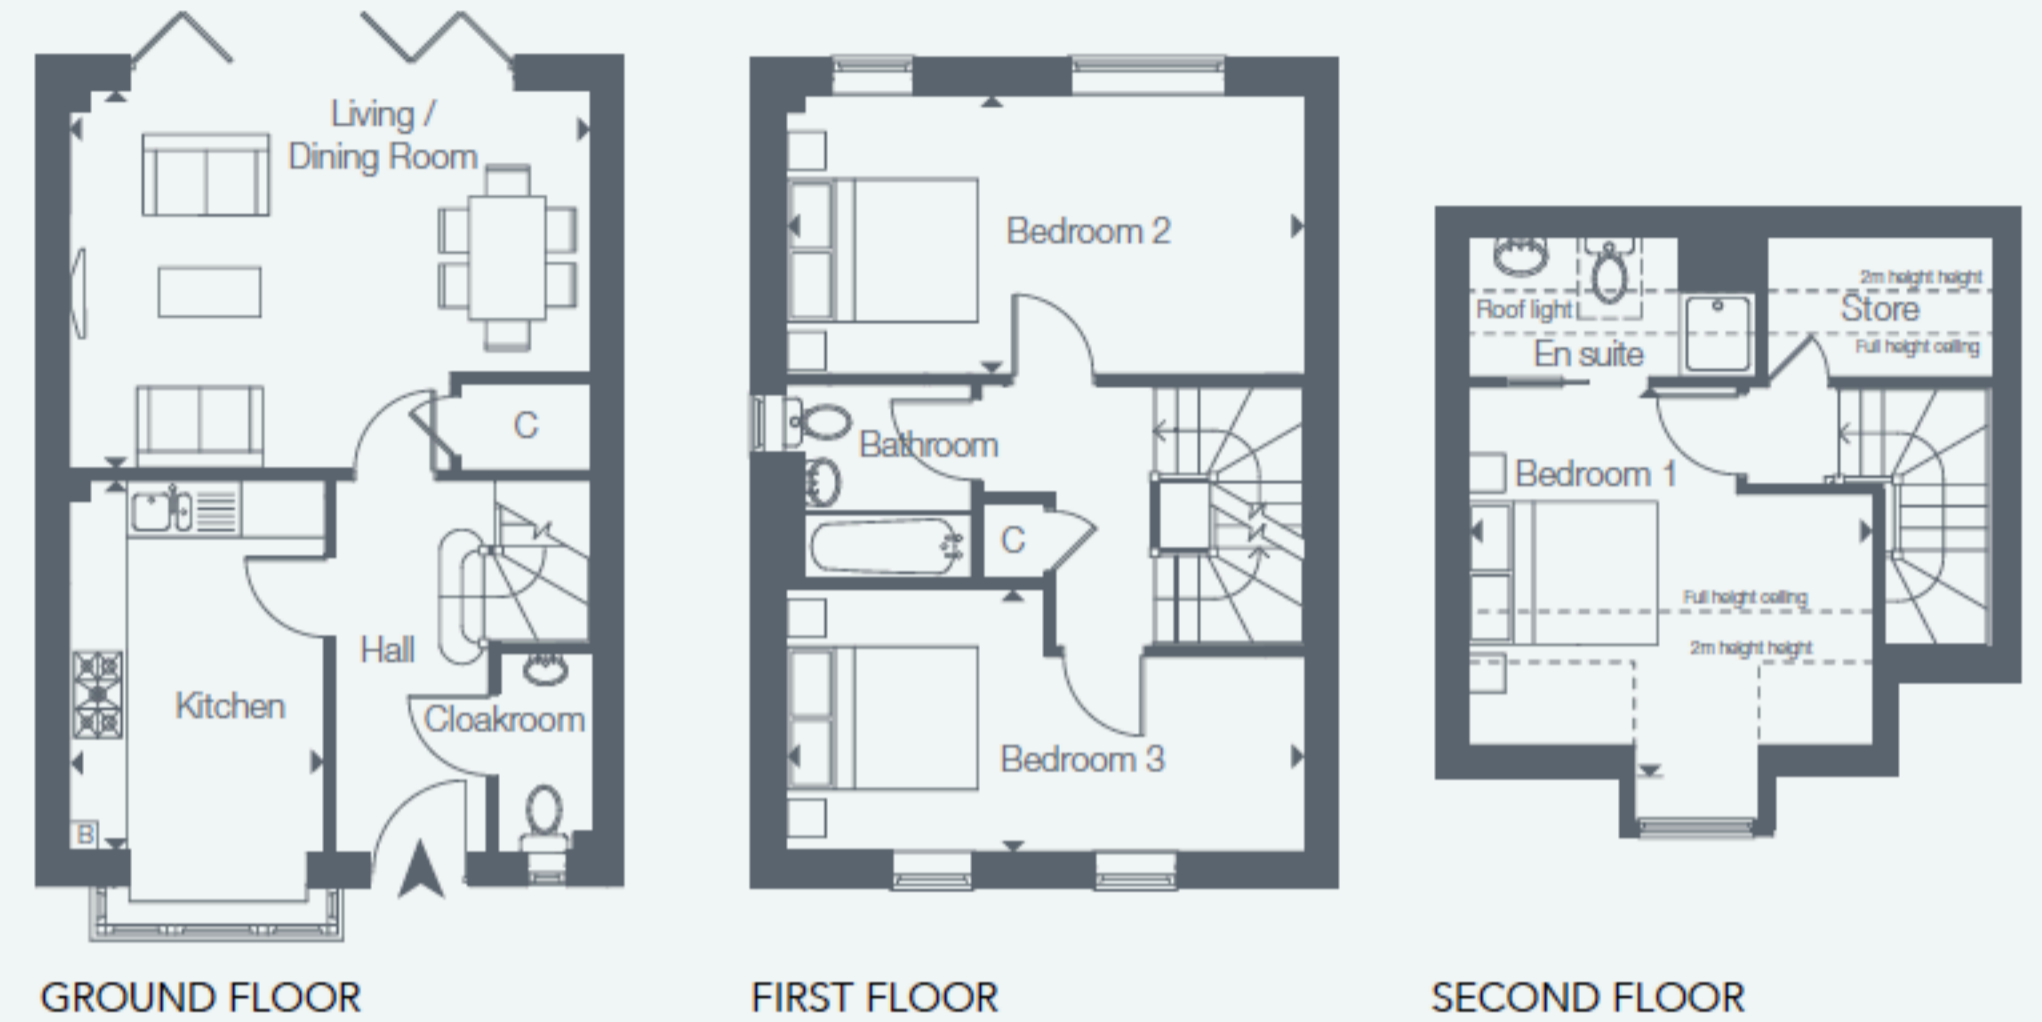 Living /
Dining Room
C
Hall
Kitchen
Cloakroom
B
GROUND FLOOR
Bedroom 2
Bathroom
C
Bedroom 3
FIRST FLOOR
2m height height
Roof light
Store
En suite
Full height ceiling
Bedroom 1
Full height ceiling
2m height height
SECOND FLOOR